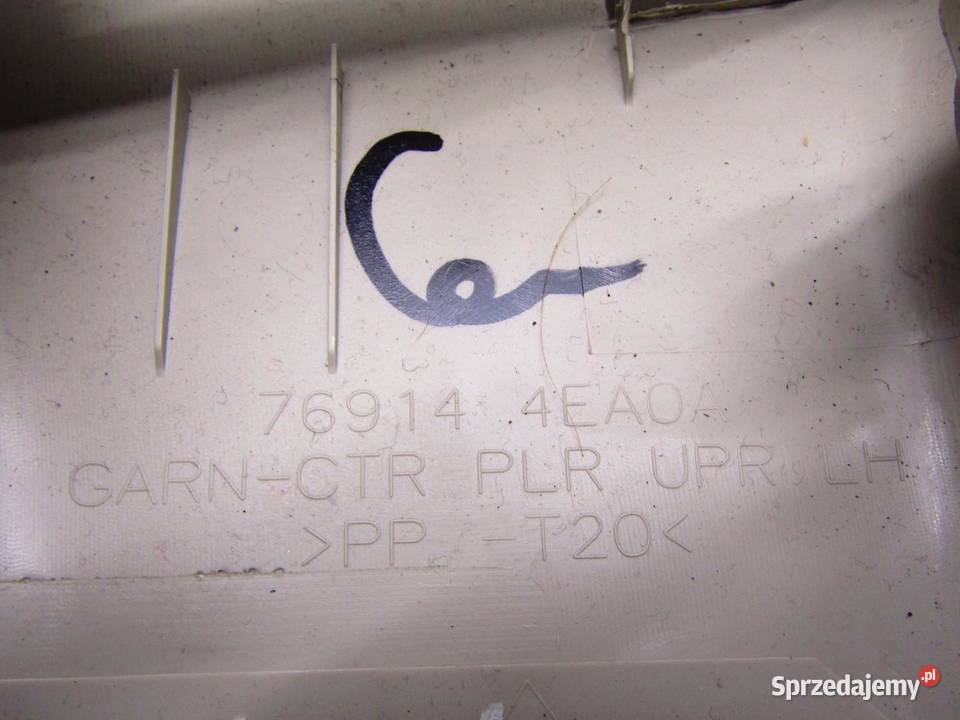 76914 4EA0A
GARN-CTR PLR UPR LH
>PP -T20<
Sprzedajemy.pl